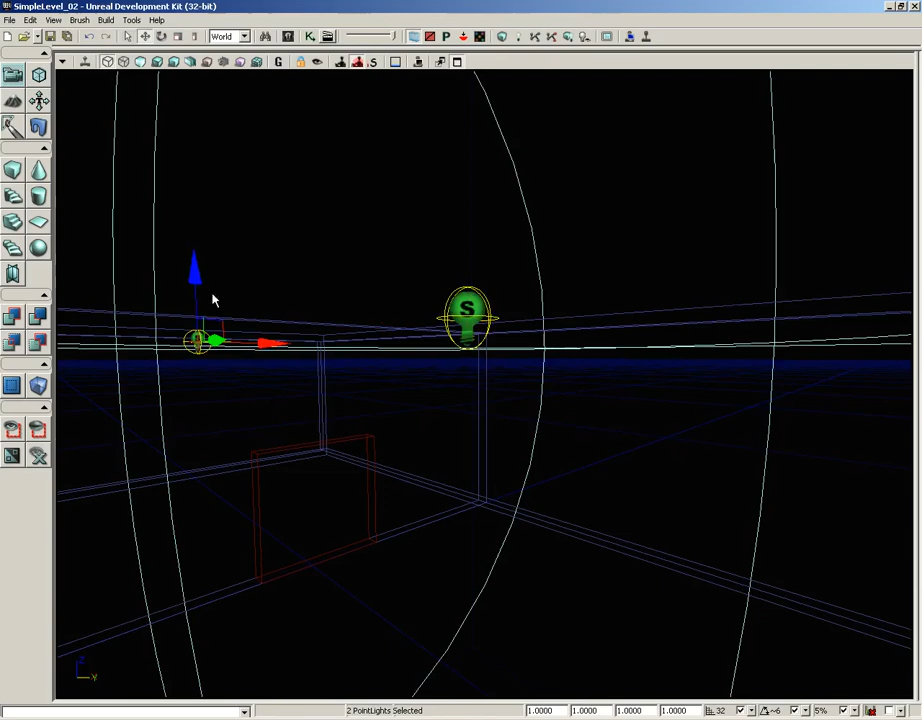 SimpleLevel_02 - Unreal Development Kit (32-bit)
File Edit View Brush Build Tools Help
World
P
G
S
S
Z
Y
2 PointLights Selected
1.0000 1.0000 1.0000 1.0000
32
~6
5%